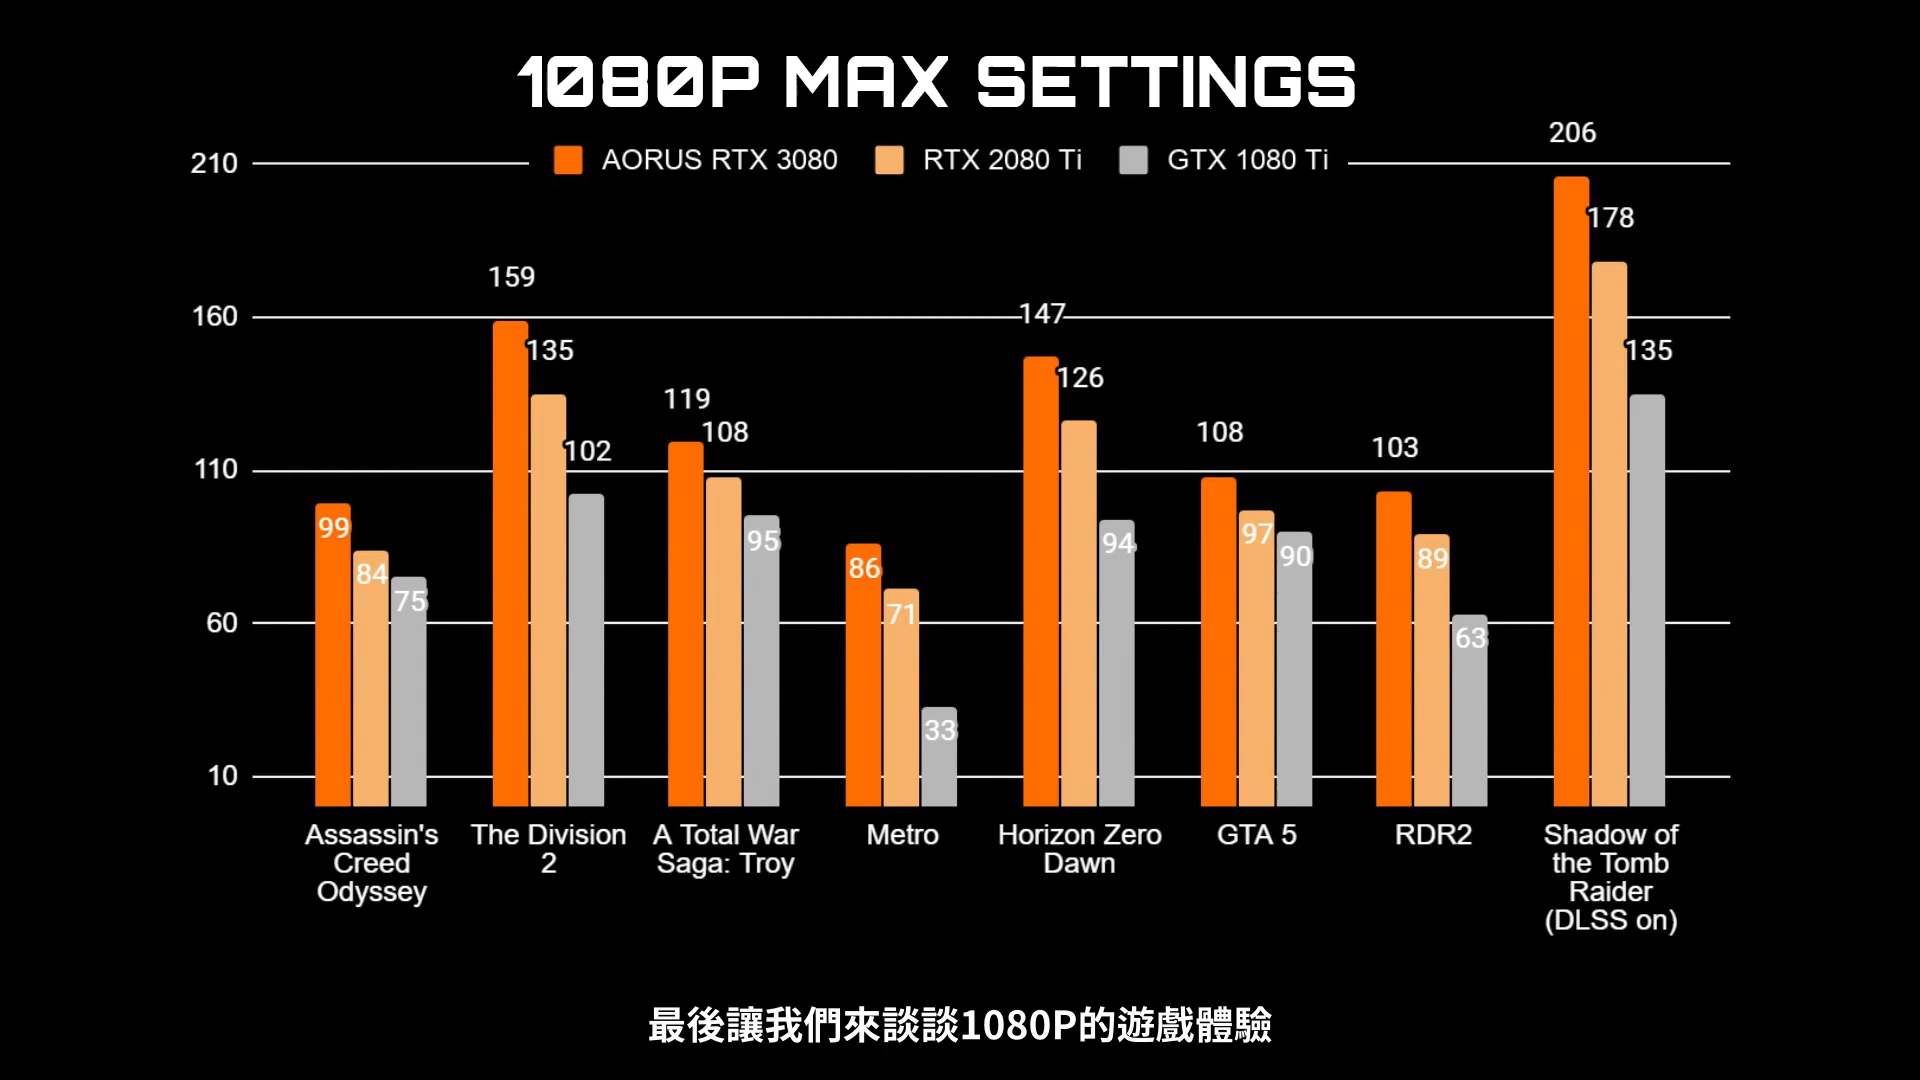 1080P MAX SETTINGS
AORUS RTX 3080 RTX 2080 Ti GTX 1080 Ti
210
160
110
60
10
99 84 75
159 135 102
119 108 95
86 71 33
147 126 94
108 97 90
103 89 63
206 178 135
Assassin's
Creed
Odyssey
The Division
2
A Total War
Saga: Troy
Metro
Horizon Zero
Dawn
GTA 5
RDR2
Shadow of
the Tomb
Raider
(DLSS on)
最後讓我們來談談1080P的遊戲體驗